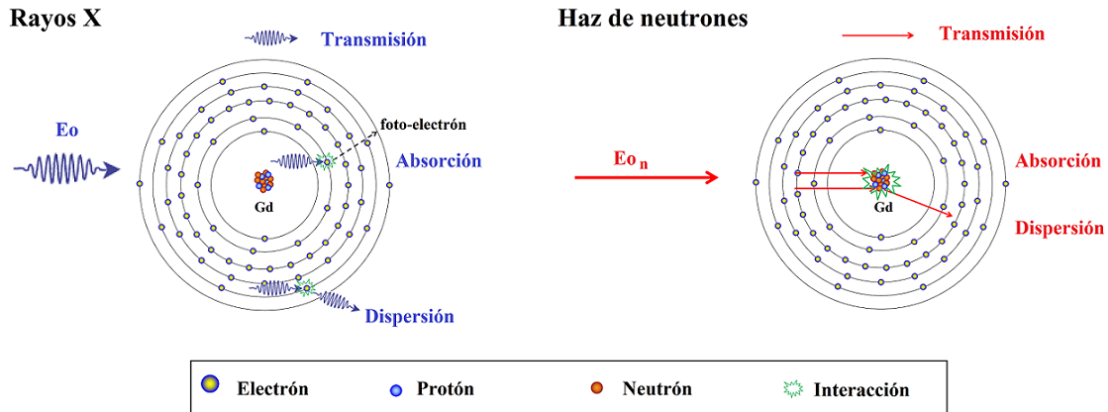 Rayos X
Transmisión
Eo
foto-electrón
Absorción
Gd
Dispersión
Haz de neutrones
Transmisión
Eo n
Absorción
Gd
Dispersión
Electrón
Protón
Neutrón
Interacción